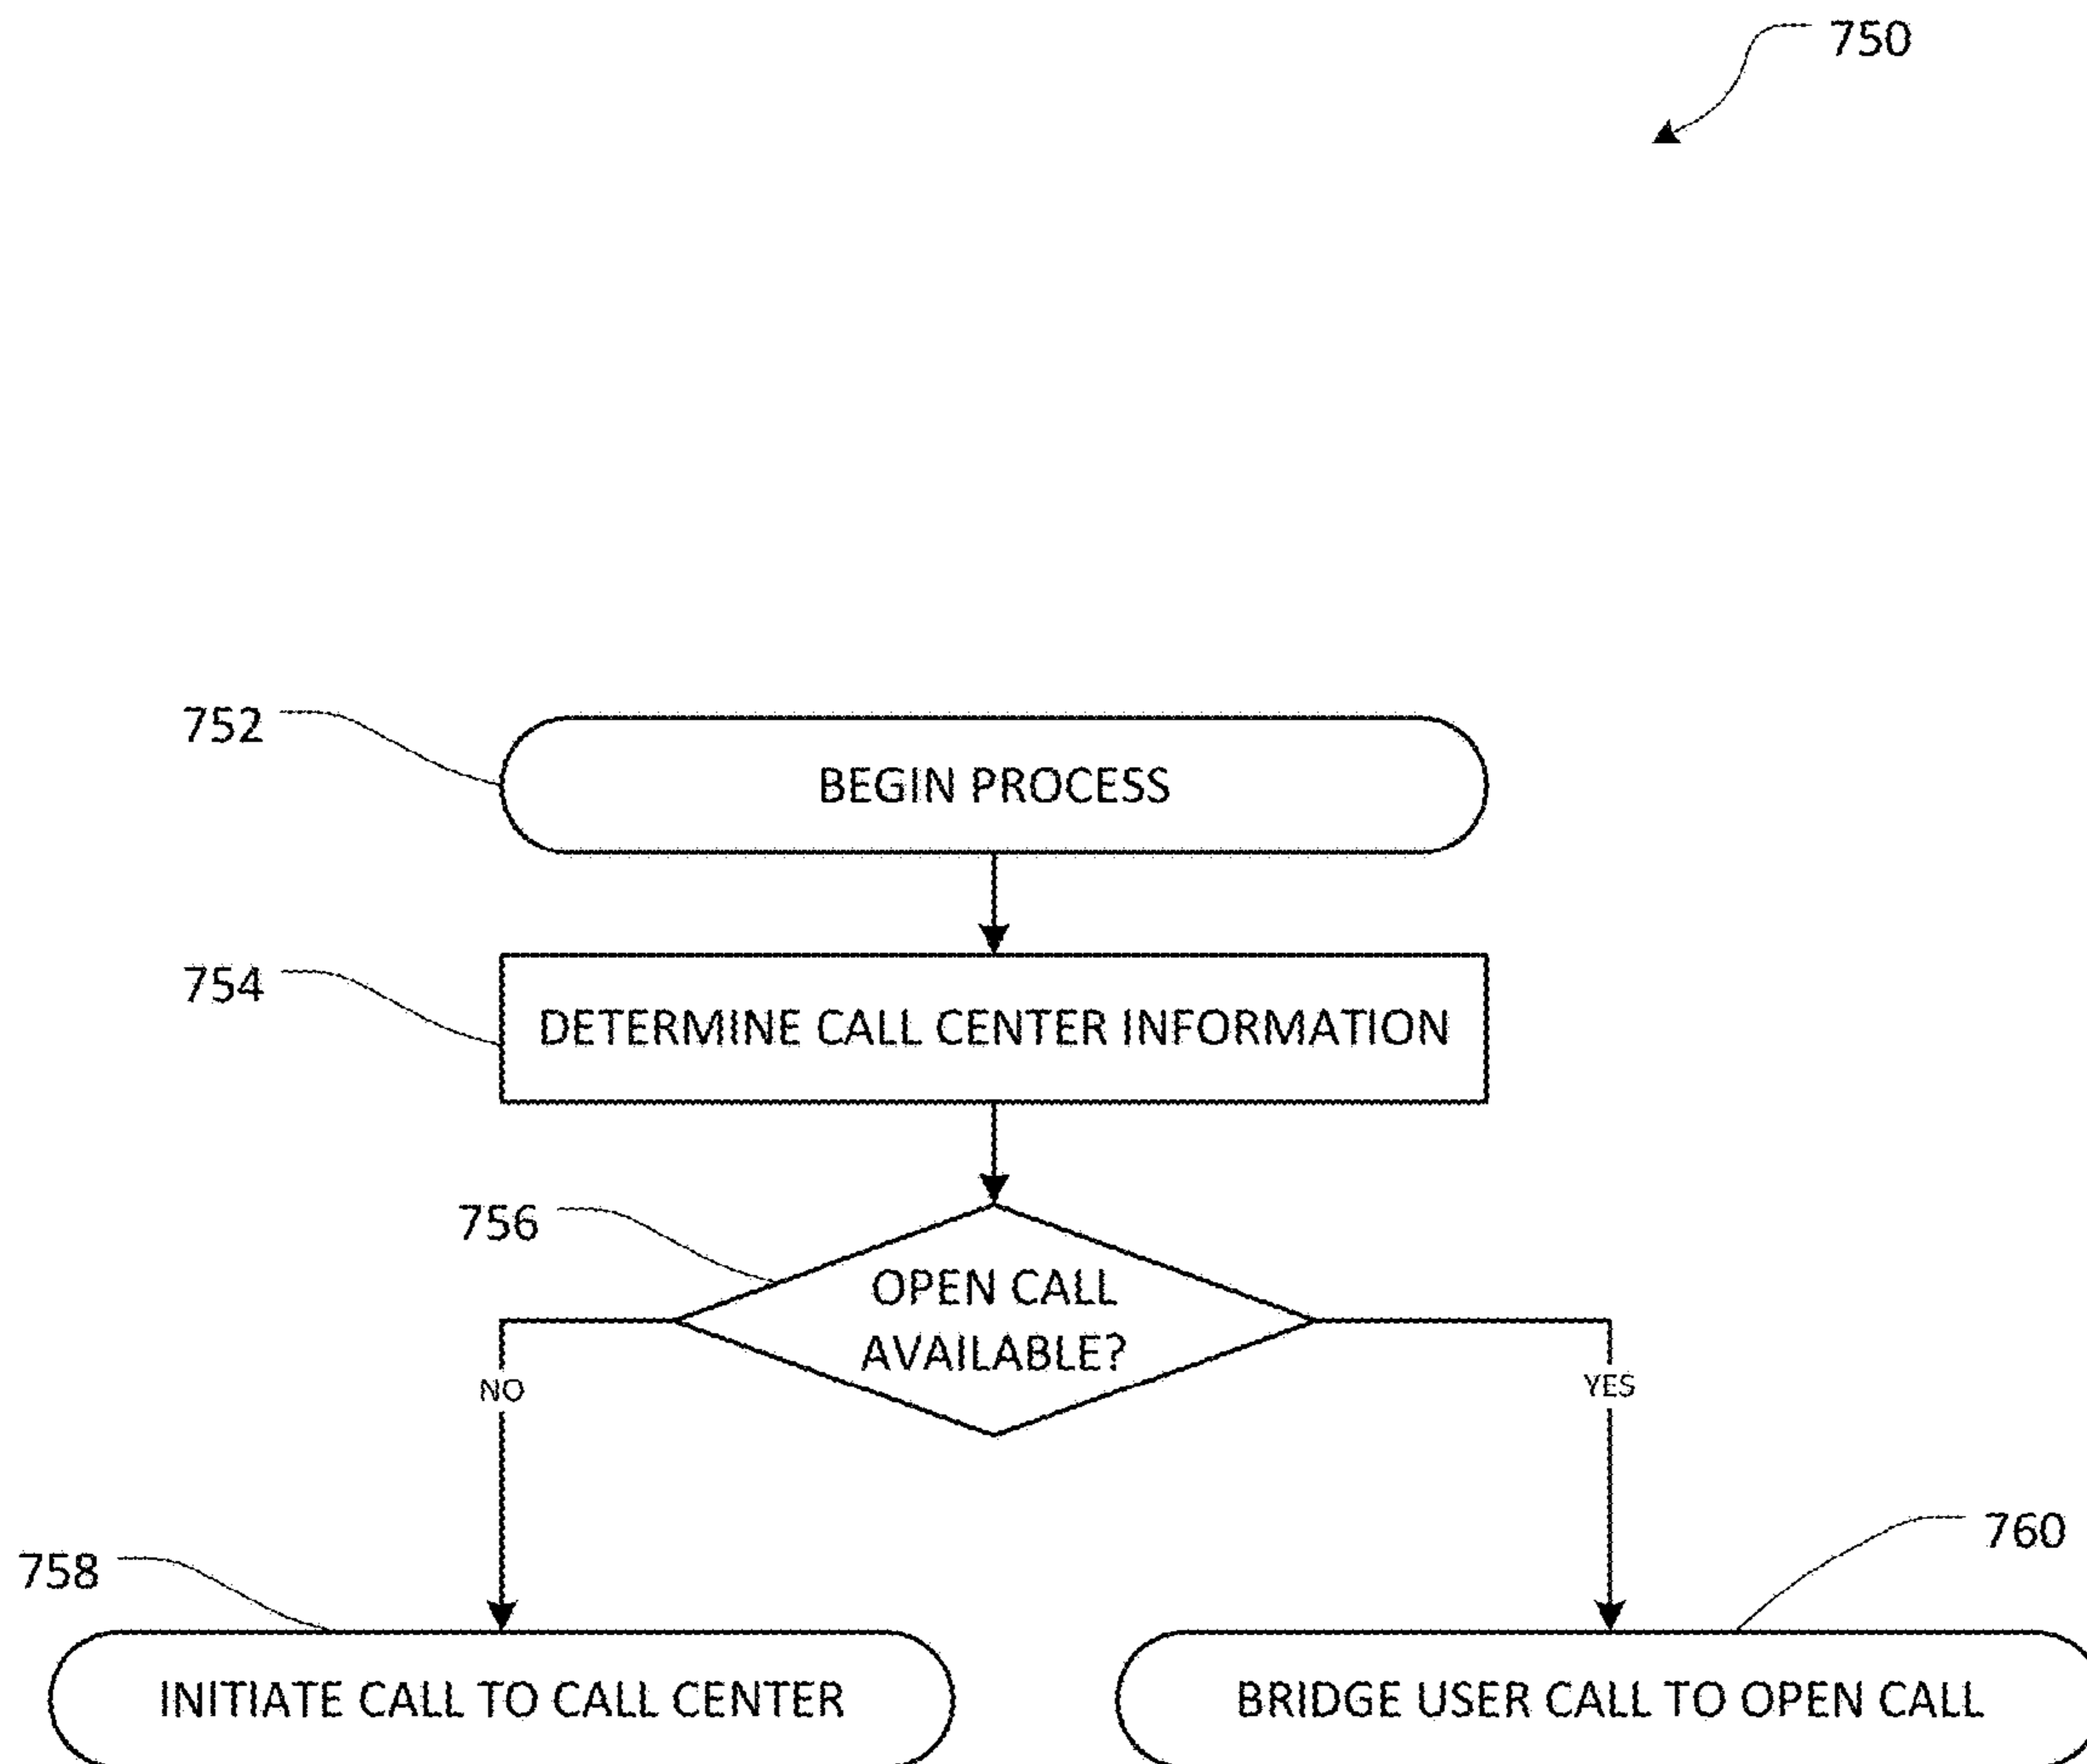 750
752
BEGIN PROCESS
754
DETERMINE CALL CENTER INFORMATION
756
OPEN CALL
AVAILABLE?
NO
YES
758
760
INITIATE CALL TO CALL CENTER
BRIDGE USER CALL TO OPEN CALL